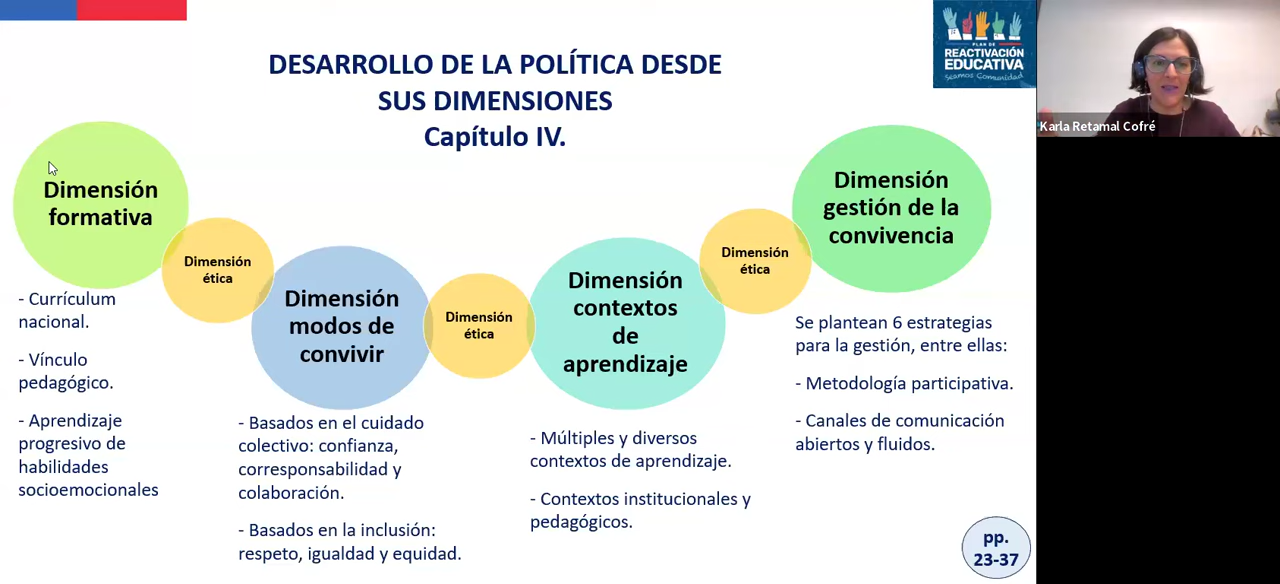 DESARROLLO DE LA POLÍTICA DESDE
SUS DIMENSIONES
Capítulo IV.
PLAN DE
REACTIVACIÓN
EDUCATIVA
Seamos Comunidad
Karla Retamal Cofré
Dimensión
formativa
- Currículum
nacional.
- Vínculo
pedagógico.
- Aprendizaje
progresivo de
habilidades
socioemocionales
Dimensión
ética
Dimensión
modos de
convivir
- Basados en el cuidado
colectivo: confianza,
corresponsabilidad y
colaboración.
- Basados en la inclusión:
respeto, igualdad y equidad.
Dimensión
ética
Dimensión
contextos
de
aprendizaje
- Múltiples y diversos
contextos de aprendizaje.
- Contextos institucionales y
pedagógicos.
Dimensión
ética
Dimensión
gestión de la
convivencia
Se plantean 6 estrategias
para la gestión, entre ellas:
- Metodología participativa.
- Canales de comunicación
abiertos y fluidos.
pp.
23-37